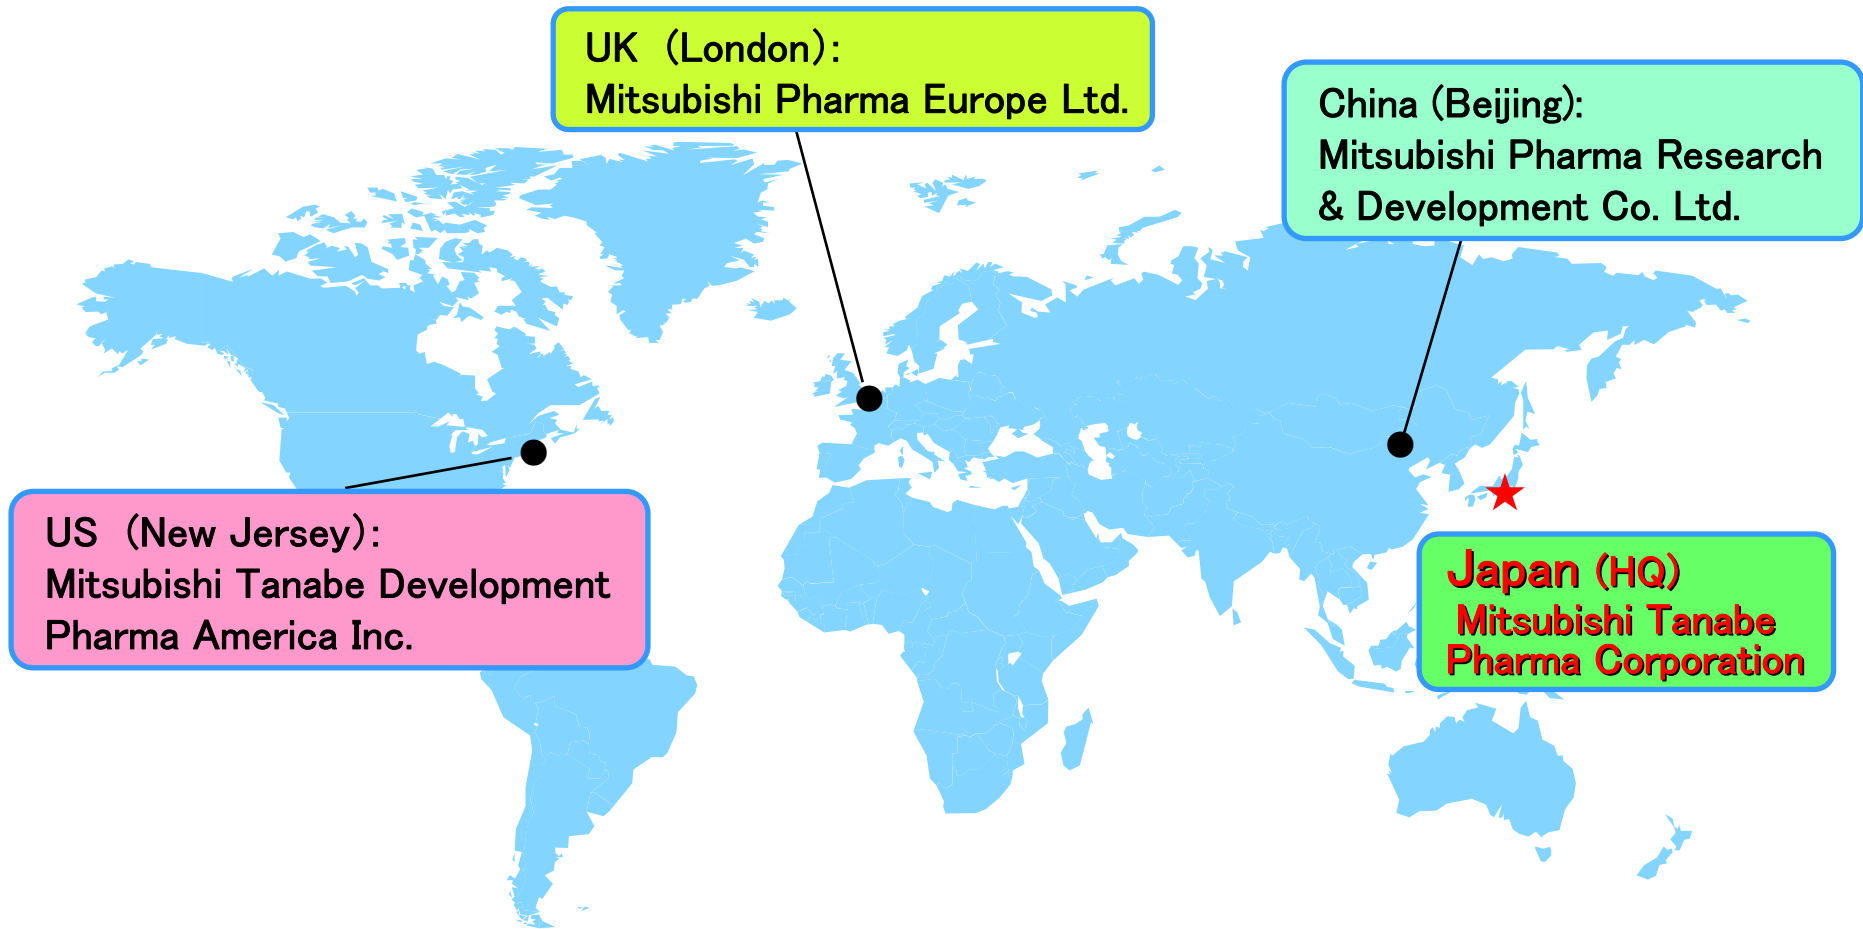 UK (London):
Mitsubishi Pharma Europe Ltd.
China (Beijing):
Mitsubishi Pharma Research
& Development Co. Ltd.
US (New Jersey):
Mitsubishi Tanabe Development
Pharma America Inc.
Japan (HQ)
Mitsubishi Tanabe
Pharma Corporation